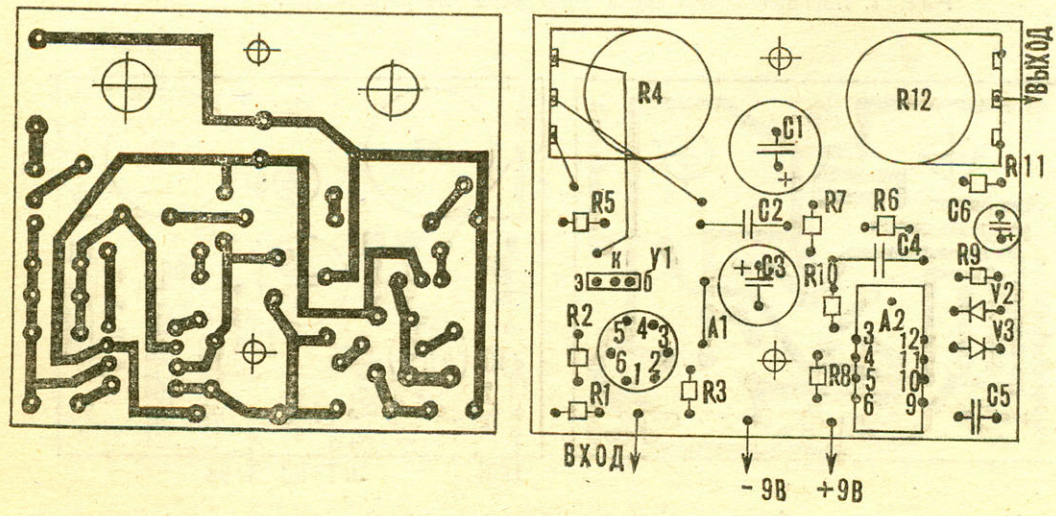 R4
R12
ВЫХОД
C1
+
R11
R5
C2
R7
R6
C6
+
C4
К
У1
З
б
+
C3
R10
R9
V2
R2
5
4
3
6
1
2
A1
A2
3
12
V3
4
11
5
10
6
9
R1
R3
R8
C5
ВХОД
- 9В
+9В